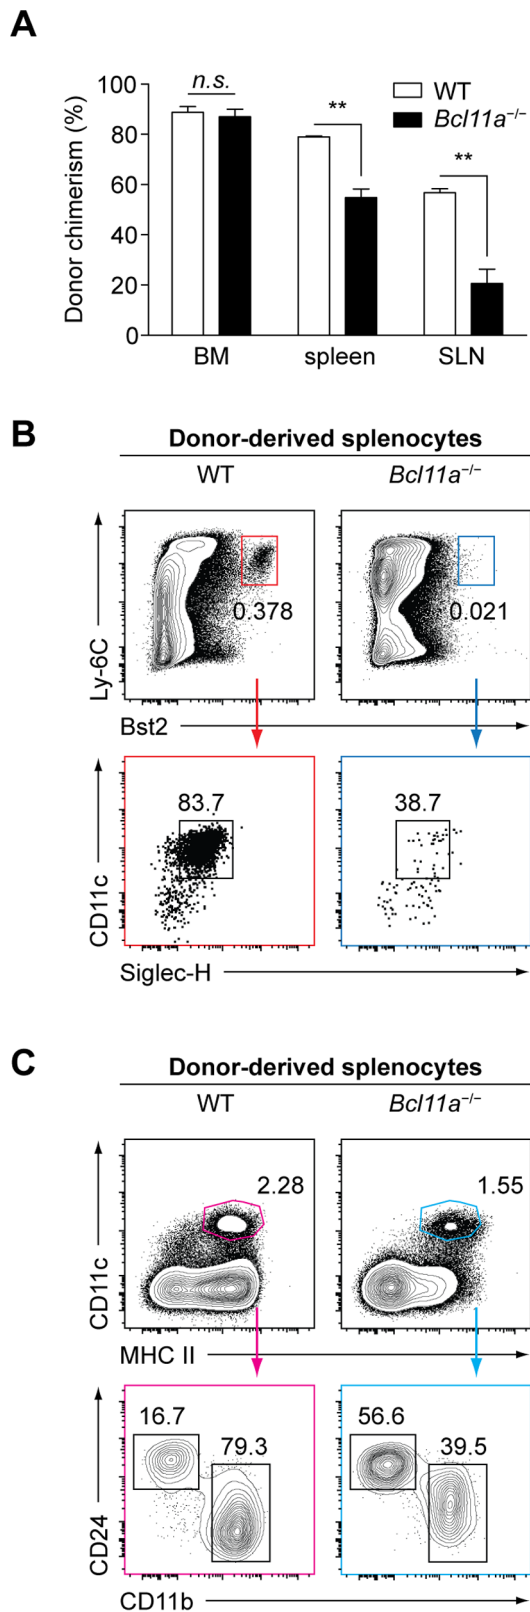 A
Donor chimerism (%)
100
80
60
40
20
0
n.s.
**
**
WT
Bcl11a−/−
BM spleen SLN
B
Donor-derived splenocytes
WT Bcl11a−/−
Ly-6C
0.378 0.021
Bst2
CD11c
83.7 38.7
Siglec-H
C
Donor-derived splenocytes
WT Bcl11a−/−
CD11c
2.28 1.55
MHC II
CD24
16.7 79.3 56.6 39.5
CD11b